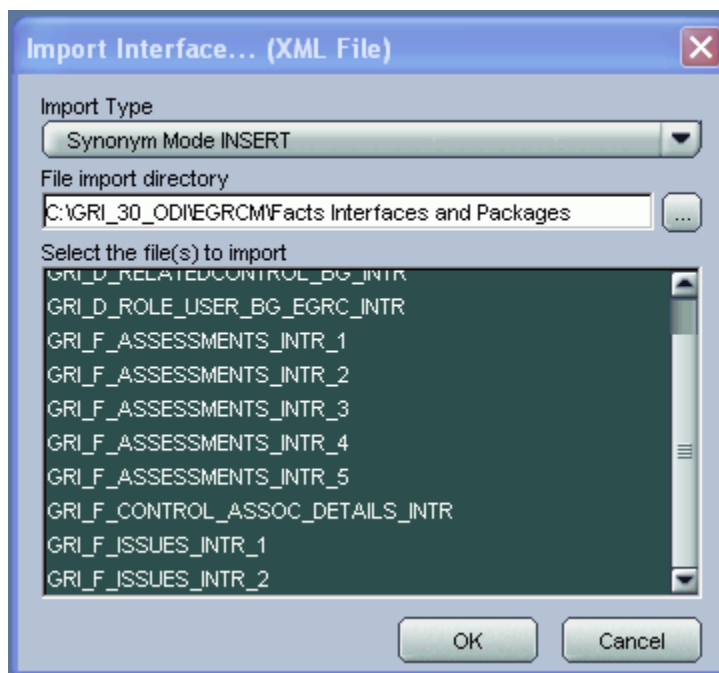 Import Interface... (XML File)
Import Type
Synonym Mode INSERT
File import directory
C:\GRI_30_ODI\EGRCM\Facts Interfaces and Packages
...
Select the file(s) to import
GRI_D_RELATEDCONTROL_BG_INTR
GRI_D_ROLE_USER_BG_EGRC_INTR
GRI_F_ASSESSMENTS_INTR_1
GRI_F_ASSESSMENTS_INTR_2
GRI_F_ASSESSMENTS_INTR_3
GRI_F_ASSESSMENTS_INTR_4
GRI_F_ASSESSMENTS_INTR_5
GRI_F_CONTROL_ASSOC_DETAILS_INTR
GRI_F_ISSUES_INTR_1
GRI_F_ISSUES_INTR_2
OK Cancel